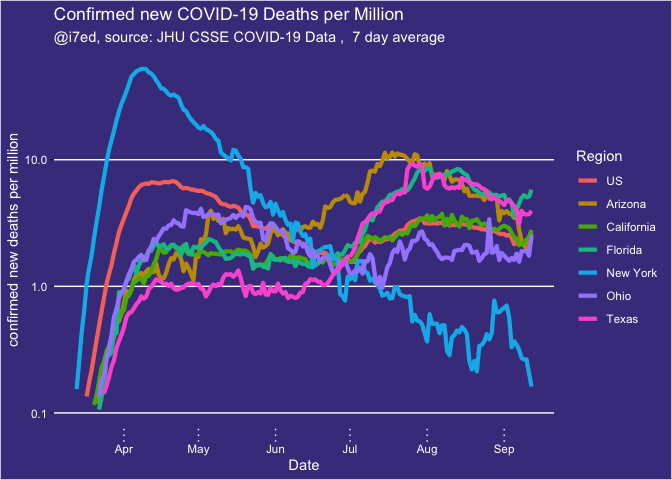 Confirmed new COVID-19 Deaths per Million
@i7ed, source: JHU CSSE COVID-19 Data , 7 day average
confirmed new deaths per million
10.0
1.0
0.1
Apr
May
Jun
Jul
Aug
Sep
Date
Region
US
Arizona
California
Florida
New York
Ohio
Texas